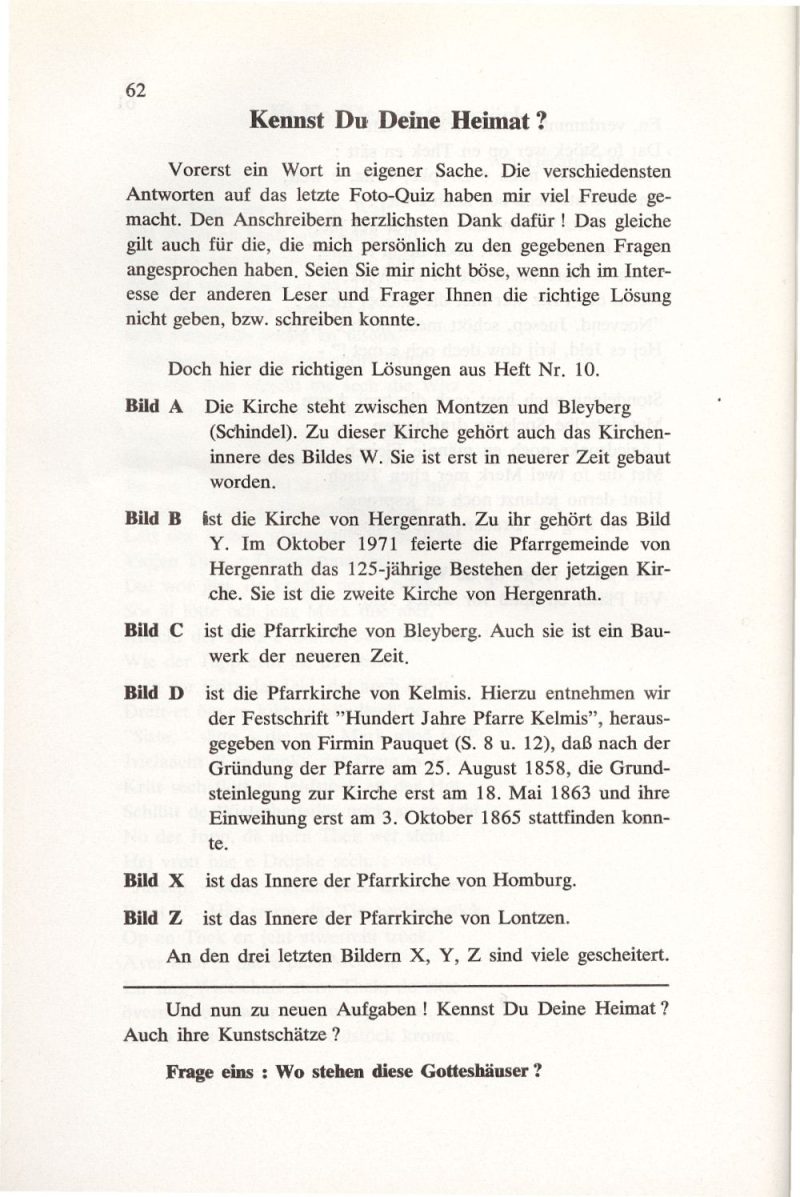 62
Kennst Du Deine Heimat ?
Vorerst ein Wort in eigener Sache. Die verschiedensten
Antworten auf das letzte Foto-Quiz haben mir viel Freude ge-
macht. Den Anschreibern herzlichsten Dank dafür ! Das gleiche
gilt auch für die, die mich persönlich zu den gegebenen Fragen
angesprochen haben. Seien Sie mir nicht böse, wenn ich im Inter-
esse der anderen Leser und Frager Ihnen die richtige Lösung
nicht geben, bzw. schreiben konnte.
Doch hier die richtigen Lösungen aus Heft Nr. 10.
Bild A Die Kirche steht zwischen Montzen und Bleyberg
(Schindel). Zu dieser Kirche gehört auch das Kirchen-
innere des Bildes W. Sie ist erst in neuerer Zeit gebaut
worden.
Bild B ist die Kirche von Hergenrath. Zu ihr gehört das Bild
Y. Im Oktober 1971 feierte die Pfarrgemeinde von
Hergenrath das 125-jährige Bestehen der jetzigen Kir-
che. Sie ist die zweite Kirche von Hergenrath.
Bild C ist die Pfarrkirche von Bleyberg. Auch sie ist ein Bau-
werk der neueren Zeit.
Bild D ist die Pfarrkirche von Kelmis. Hierzu entnehmen wir
der Festschrift "Hundert Jahre Pfarre Kelmis", heraus-
gegeben von Firmin Pauquet (S. 8 u. 12), daß nach der
Gründung der Pfarre am 25. August 1858, die Grund-
steinlegung zur Kirche erst am 18. Mai 1863 und ihre
Einweihung erst am 3. Oktober 1865 stattfinden konn-
te.
Bild X ist das Innere der Pfarrkirche von Homburg.
Bild Z ist das Innere der Pfarrkirche von Lontzen.
An den drei letzten Bildern X, Y, Z sind viele gescheitert.
Und nun zu neuen Aufgaben ! Kennst Du Deine Heimat ?
Auch ihre Kunstschätze ?
Frage eins : Wo stehen diese Gotteshäuser ?